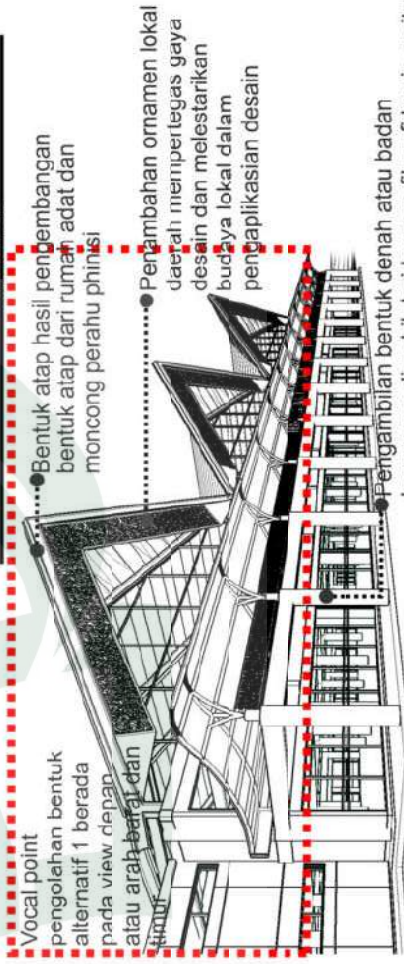 Vocal point
pengolahan bentuk
alternatif 1 berada
pada view depan
atau arah barat dan
timur
Bentuk atap hasil pengembangan
bentuk atap dari rumah adat dan
moncong perahu phinisi
Penambahan ornamen lokal
daerah mempertegas gaya
desain dan melestarikan
budaya lokal dalam
pengaplikasian desain
Pengambilan bentuk denah atau badan